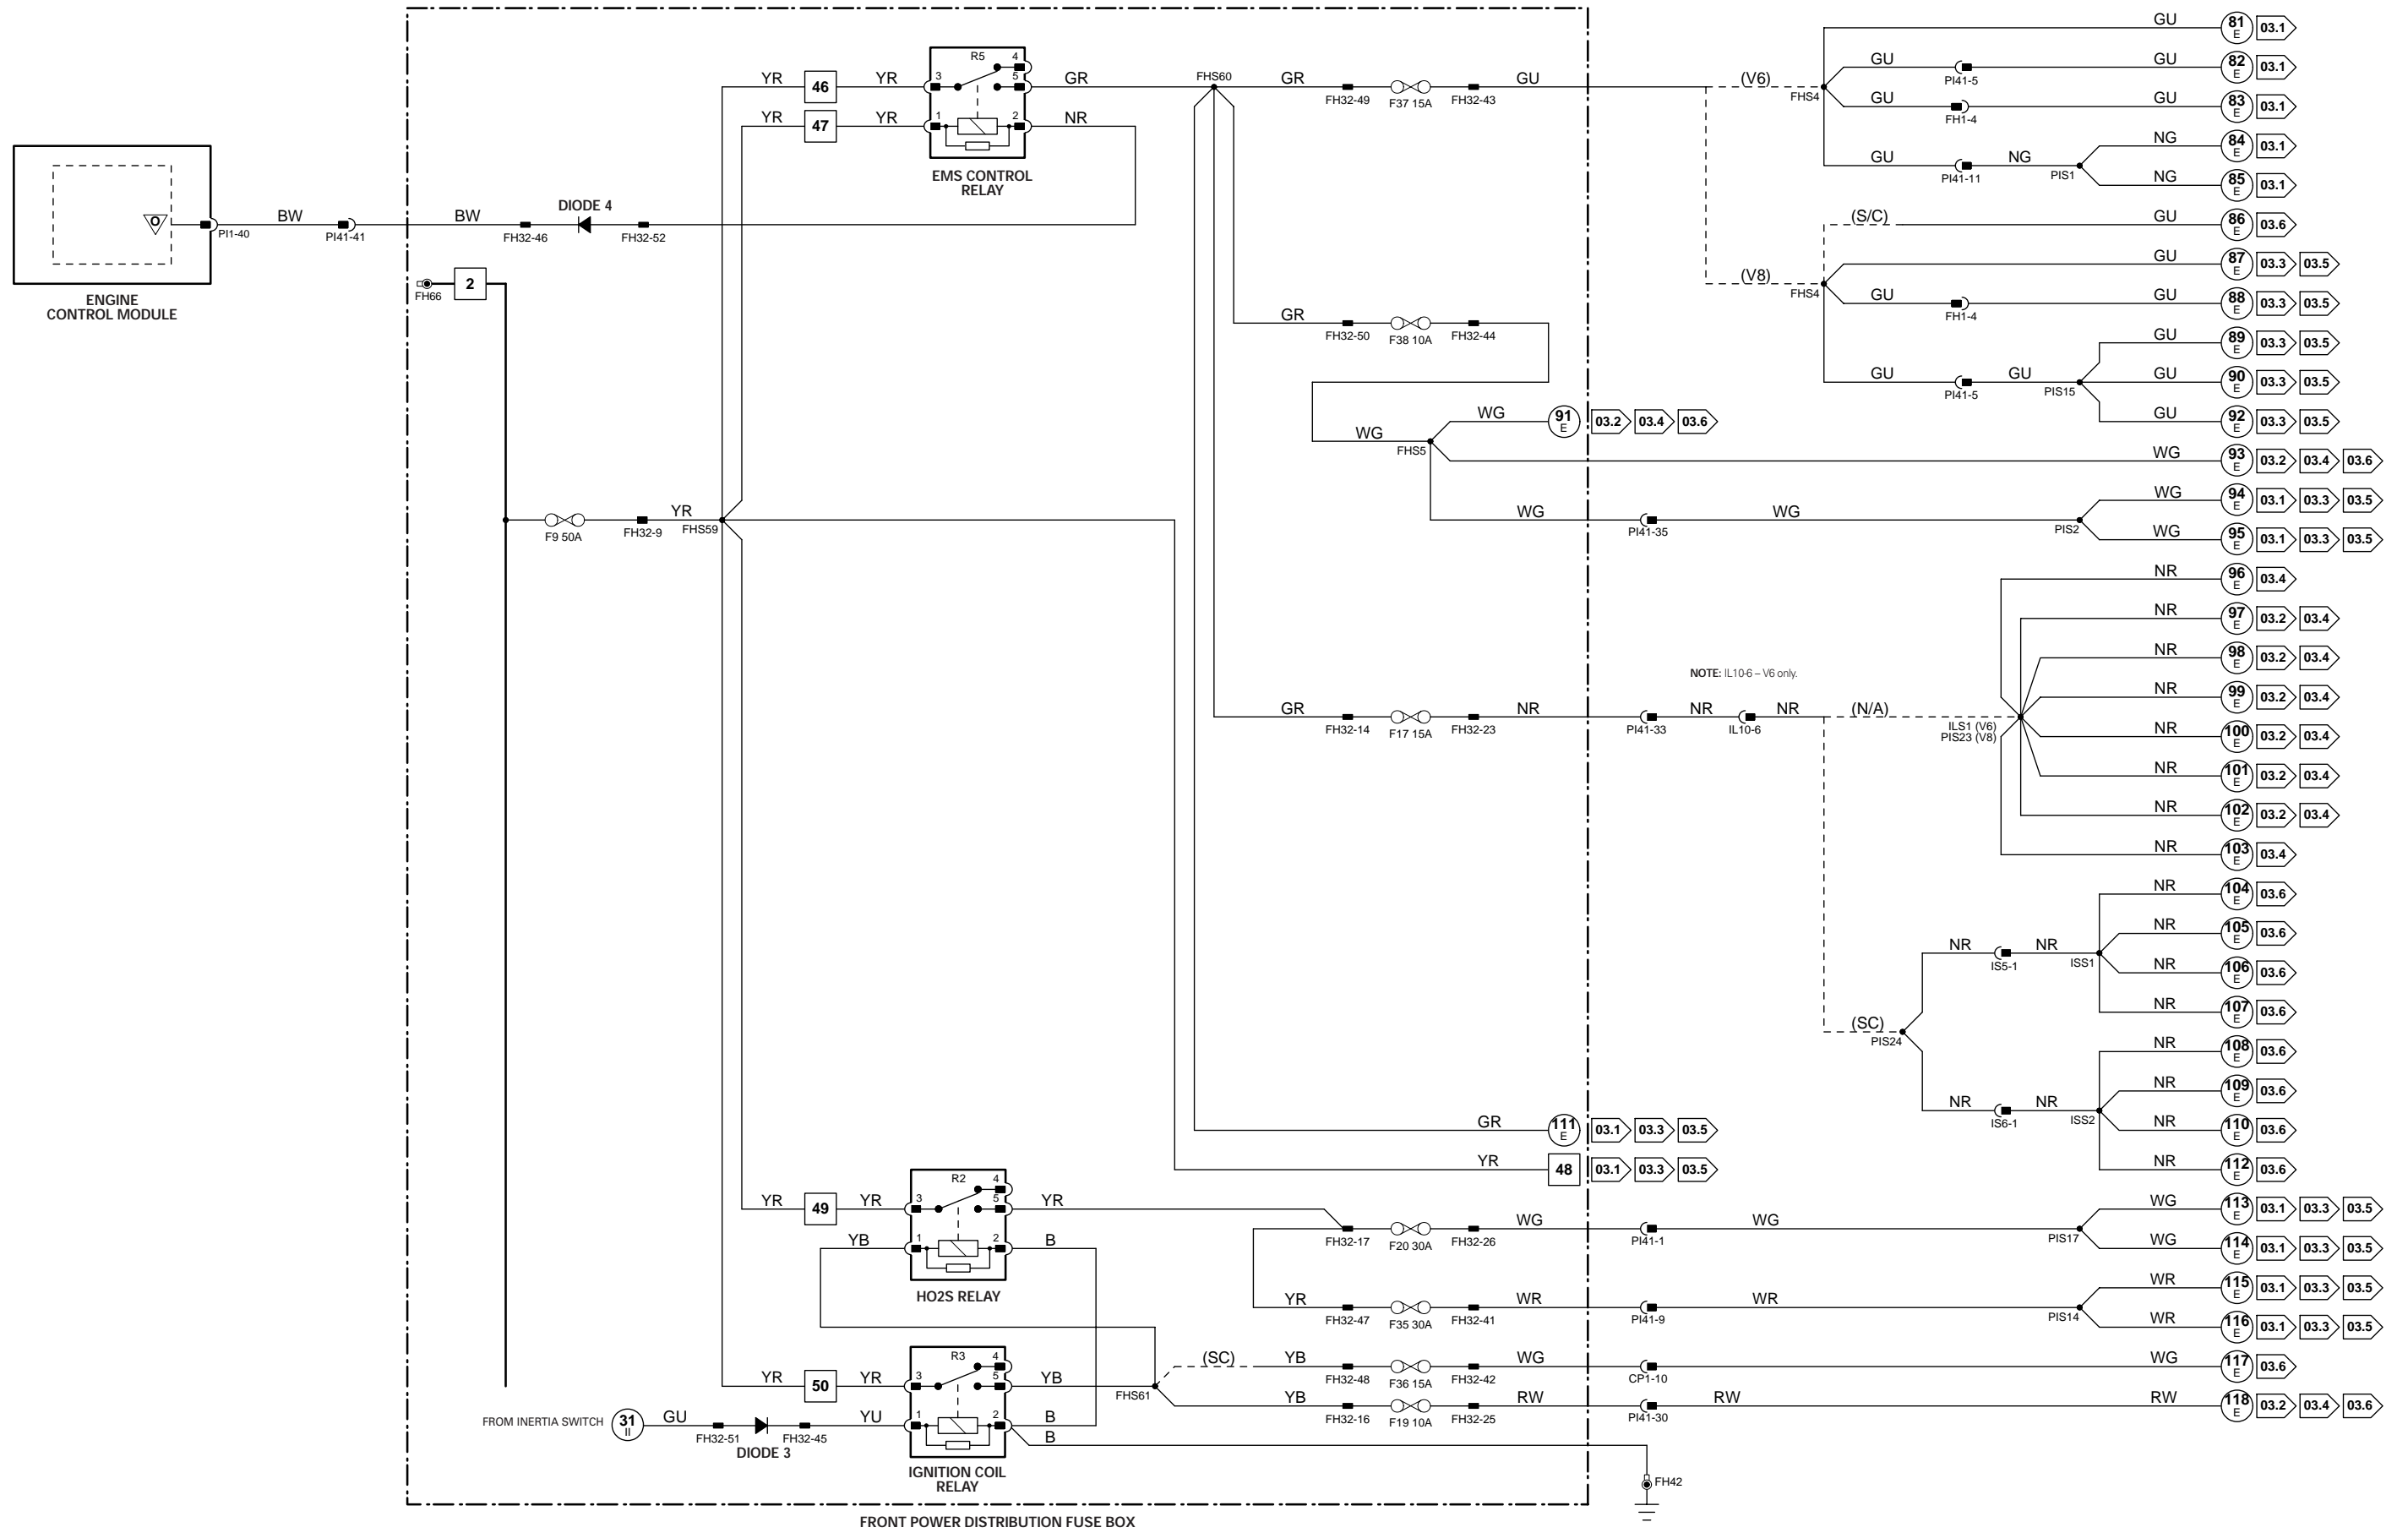 GU 81 E 03.1
R5 4
YR 46 YR 3 5 GR FHS60 GR FH32-49 F37 15A FH32-43 GU (V6) FHS4
GU PI41-5 GU 82 E 03.1
GU FH1-4 GU 83 E 03.1
YR 47 YR 1 2 NR
EMS CONTROL
RELAY
NG 84 E 03.1
GU PI41-11 NG PIS1
NG 85 E 03.1
BW BW DIODE 4
PI1-40 PI41-41 FH32-46 FH32-52
O
ENGINE
CONTROL MODULE
(S/C) GU 86 E 03.6
GU 87 E 03.3 03.5
(V8) FHS4
FH66 2
GU FH1-4 GU 88 E 03.3 03.5
GR FH32-50 F38 10A FH32-44
GU 89 E 03.3 03.5
GU PI41-5 GU PIS15 GU 90 E 03.3 03.5
GU 92 E 03.3 03.5
WG 91 E 03.2 03.4 03.6
WG FHS5
WG 93 E 03.2 03.4 03.6
WG 94 E 03.1 03.3 03.5
F9 50A FH32-9 YR FHS59
WG PI41-35 WG PIS2
WG 95 E 03.1 03.3 03.5
NR 96 E 03.4
NR 97 E 03.2 03.4
NR 98 E 03.2 03.4
NOTE: IL10-6 – V6 only.
NR 99 E 03.2 03.4
GR FH32-14 F17 15A FH32-23 NR PI41-33 NR IL10-6 NR (N/A)
ILS1 (V6)
PIS23 (V8)
NR 100 E 03.2 03.4
NR 101 E 03.2 03.4
NR 102 E 03.2 03.4
NR 103 E 03.4
NR 104 E 03.6
NR 105 E 03.6
NR IS5-1 NR ISS1
NR 106 E 03.6
NR 107 E 03.6
(SC) PIS24
NR 108 E 03.6
NR 109 E 03.6
NR IS6-1 NR ISS2
NR 110 E 03.6
GR 111 E 03.1 03.3 03.5
YR 48 03.1 03.3 03.5
NR 112 E 03.6
R2 4
YR 49 YR 3 5 YR
WG 113 E 03.1 03.3 03.5
FH32-17 F20 30A FH32-26 WG PI41-1 WG PIS17
YB 1 2 B
WG 114 E 03.1 03.3 03.5
HO2S RELAY
WR 115 E 03.1 03.3 03.5
YR FH32-47 F35 30A FH32-41 WR PI41-9 WR PIS14
WR 116 E 03.1 03.3 03.5
R3 4
(SC) YB FH32-48 F36 15A FH32-42 WG CP1-10 WG 117 E 03.6
YR 50 YR 3 5 YB FHS61
YB FH32-16 F19 10A FH32-25 RW PI41-30 RW RW 118 E 03.2 03.4 03.6
FROM INERTIA SWITCH 31 II GU FH32-51 FH32-45 YU 1 2 B
DIODE 3
B
IGNITION COIL
RELAY
FH42
FRONT POWER DISTRIBUTION FUSE BOX